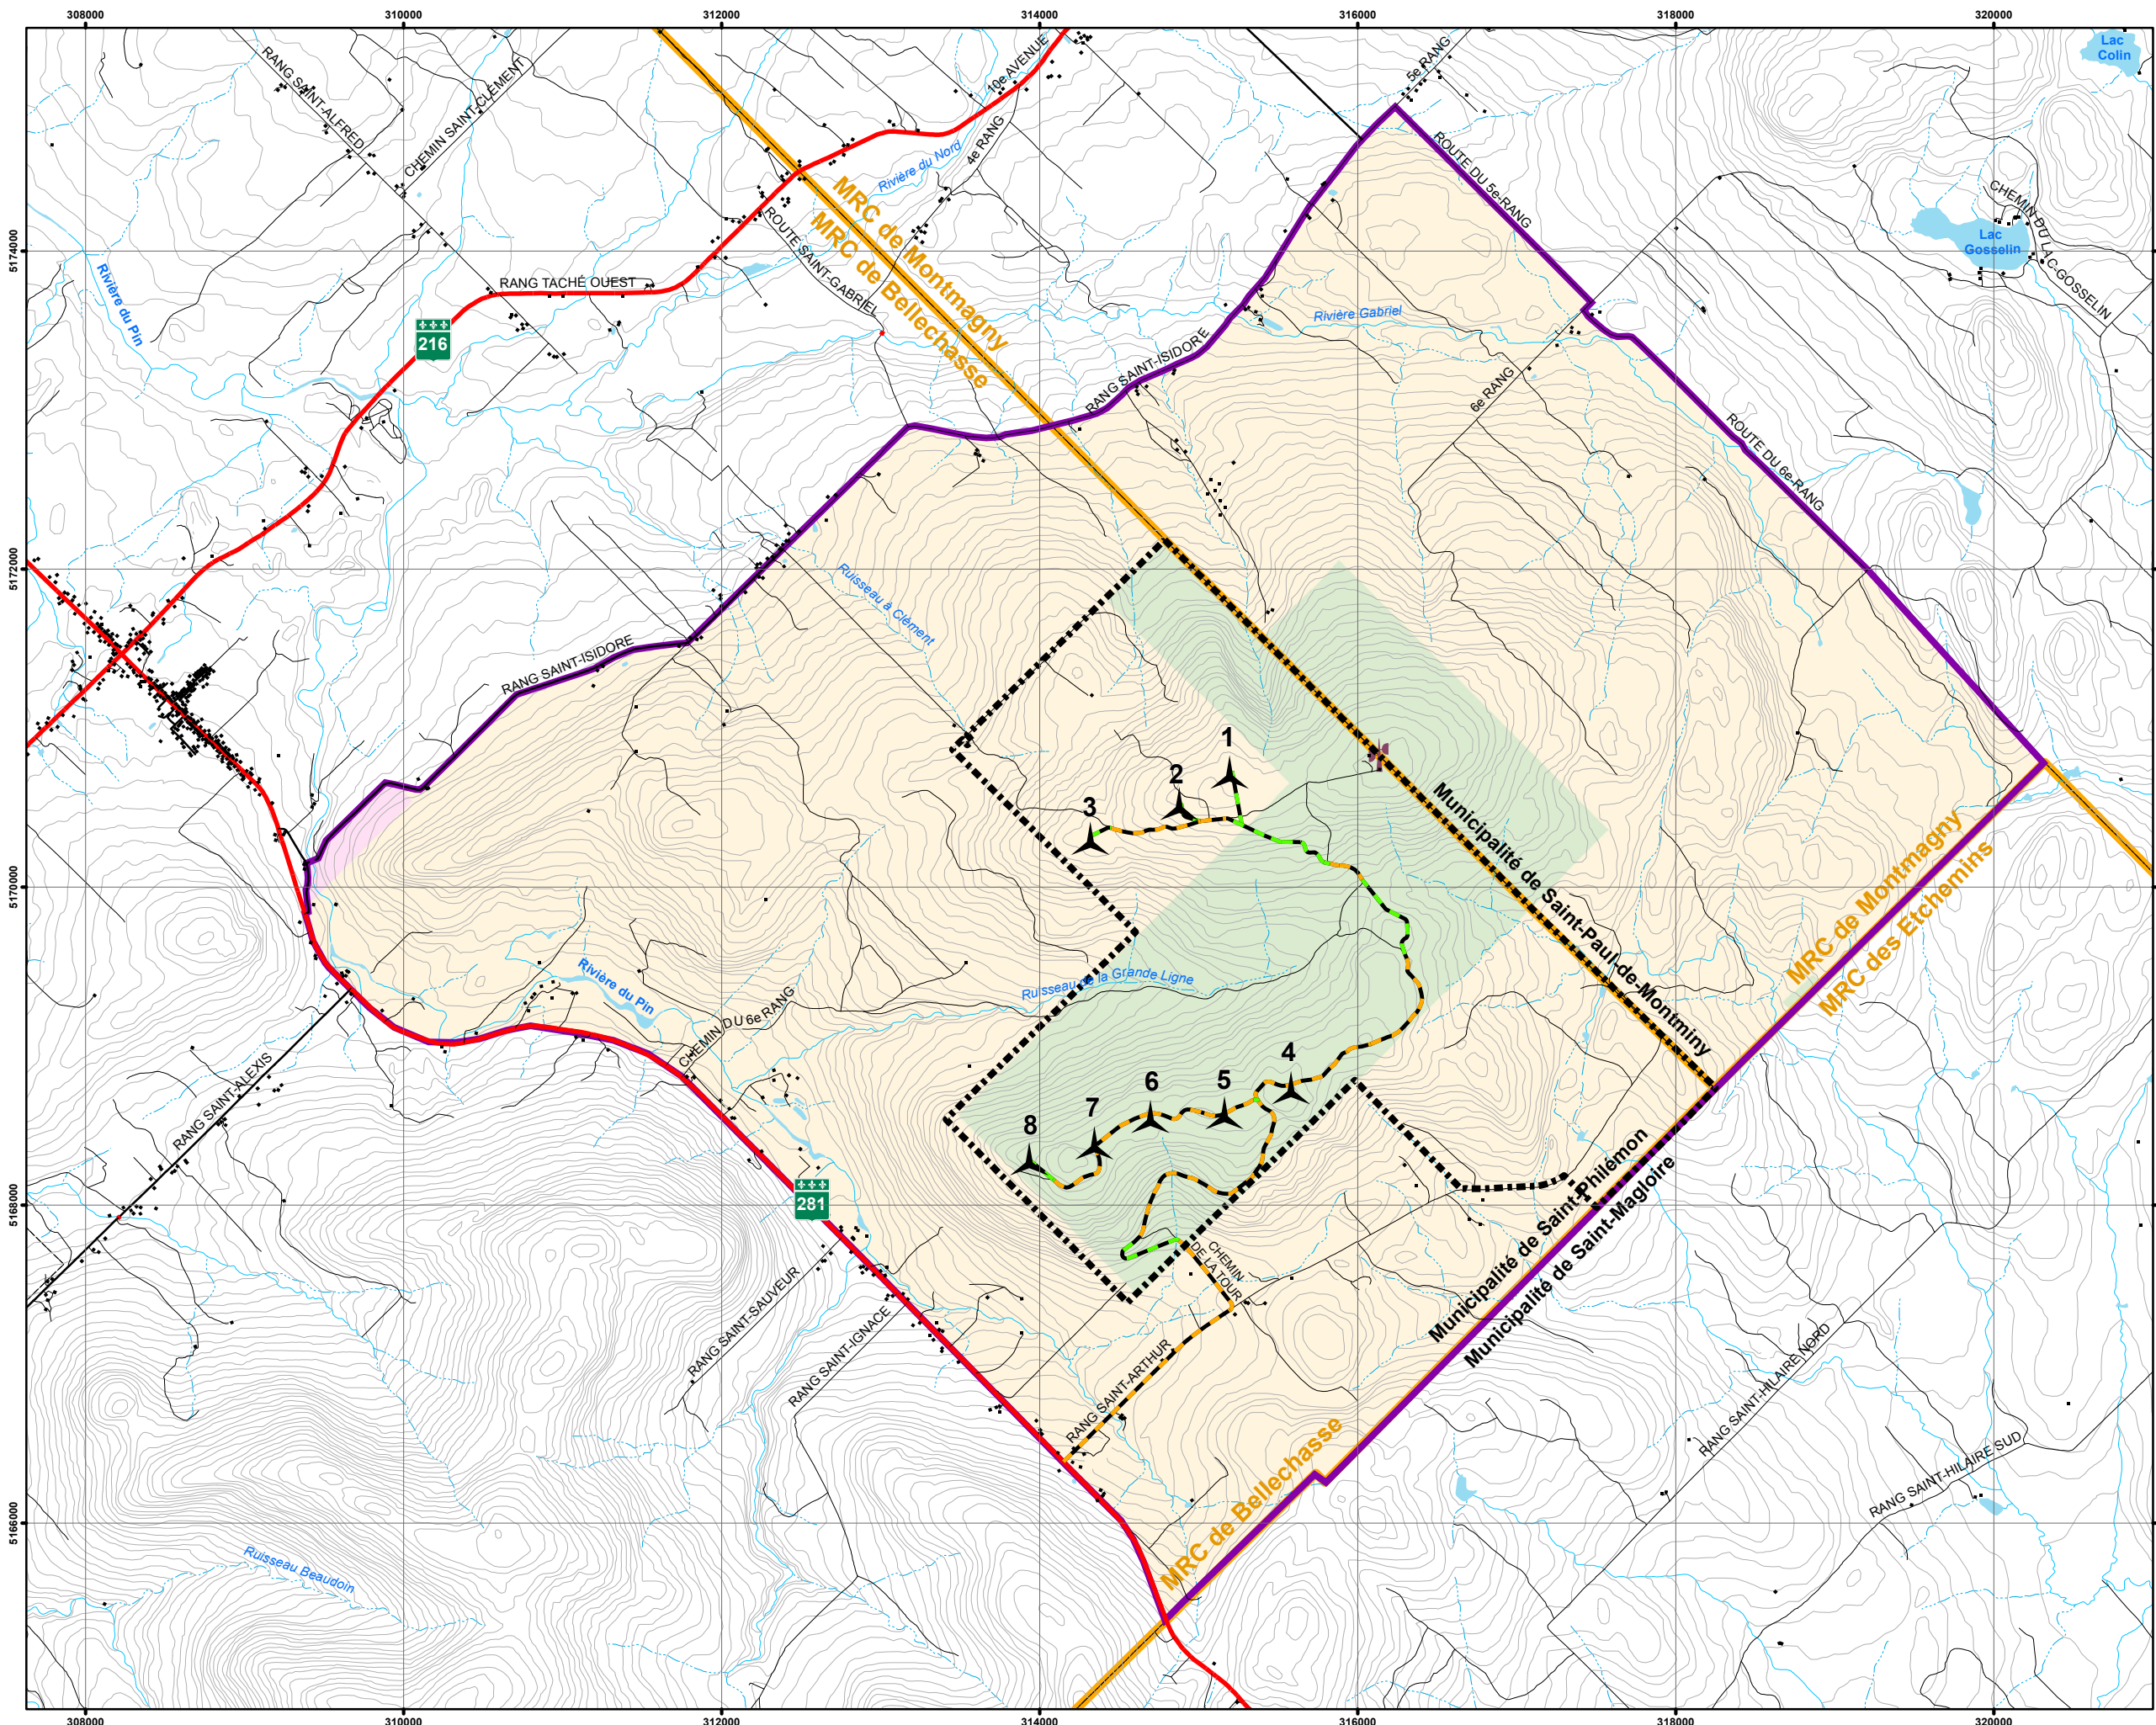 308000 310000 312000 314000 316000 318000 320000
Lac
Colin
5e RANG
10e AVENUE
RANG SAINT-ALFRED
CHEMIN SAINT-CLÉMENT
4e RANG
Rivière du Nord
ROUTE DU 5e-RANG
CHEMIN DU LAC-GOSSELIN
Lac
Gosselin
MRC de Montmagny
MRC de Bellechasse
ROUTE SAINT-GABRIEL
5174000
Rivière du Pin
RANG TACHÉ OUEST
216
Rivière Gabriel
RANG SAINT-ISIDORE
6e RANG
ROUTE DU 6e-RANG
5172000
Ruisseau à Clément
RANG SAINT-ISIDORE
1
2
3
Municipalité de Saint-Paul-de-Montminy
5170000
MRC de Montmagny
MRC des Etchemins
Rivière du Pin
Ruisseau de la Grande Ligne
CHEMIN DU 6e RANG
RANG SAINT-ALEXIS
4
5
6
7
8
5168000
281
Municipalité de Saint-Philémon
Municipalité de Saint-Magloire
CHEMIN
DE LA TOUR
RANG SAINT-SAUVEUR
RANG SAINT-IGNACE
RANG SAINT-ARTHUR
RANG SAINT-HILAIRE NORD
RANG SAINT-HILAIRE SUD
MRC de Bellechasse
5166000
Ruisseau Beaudoin
308000 310000 312000 314000 316000 318000 320000